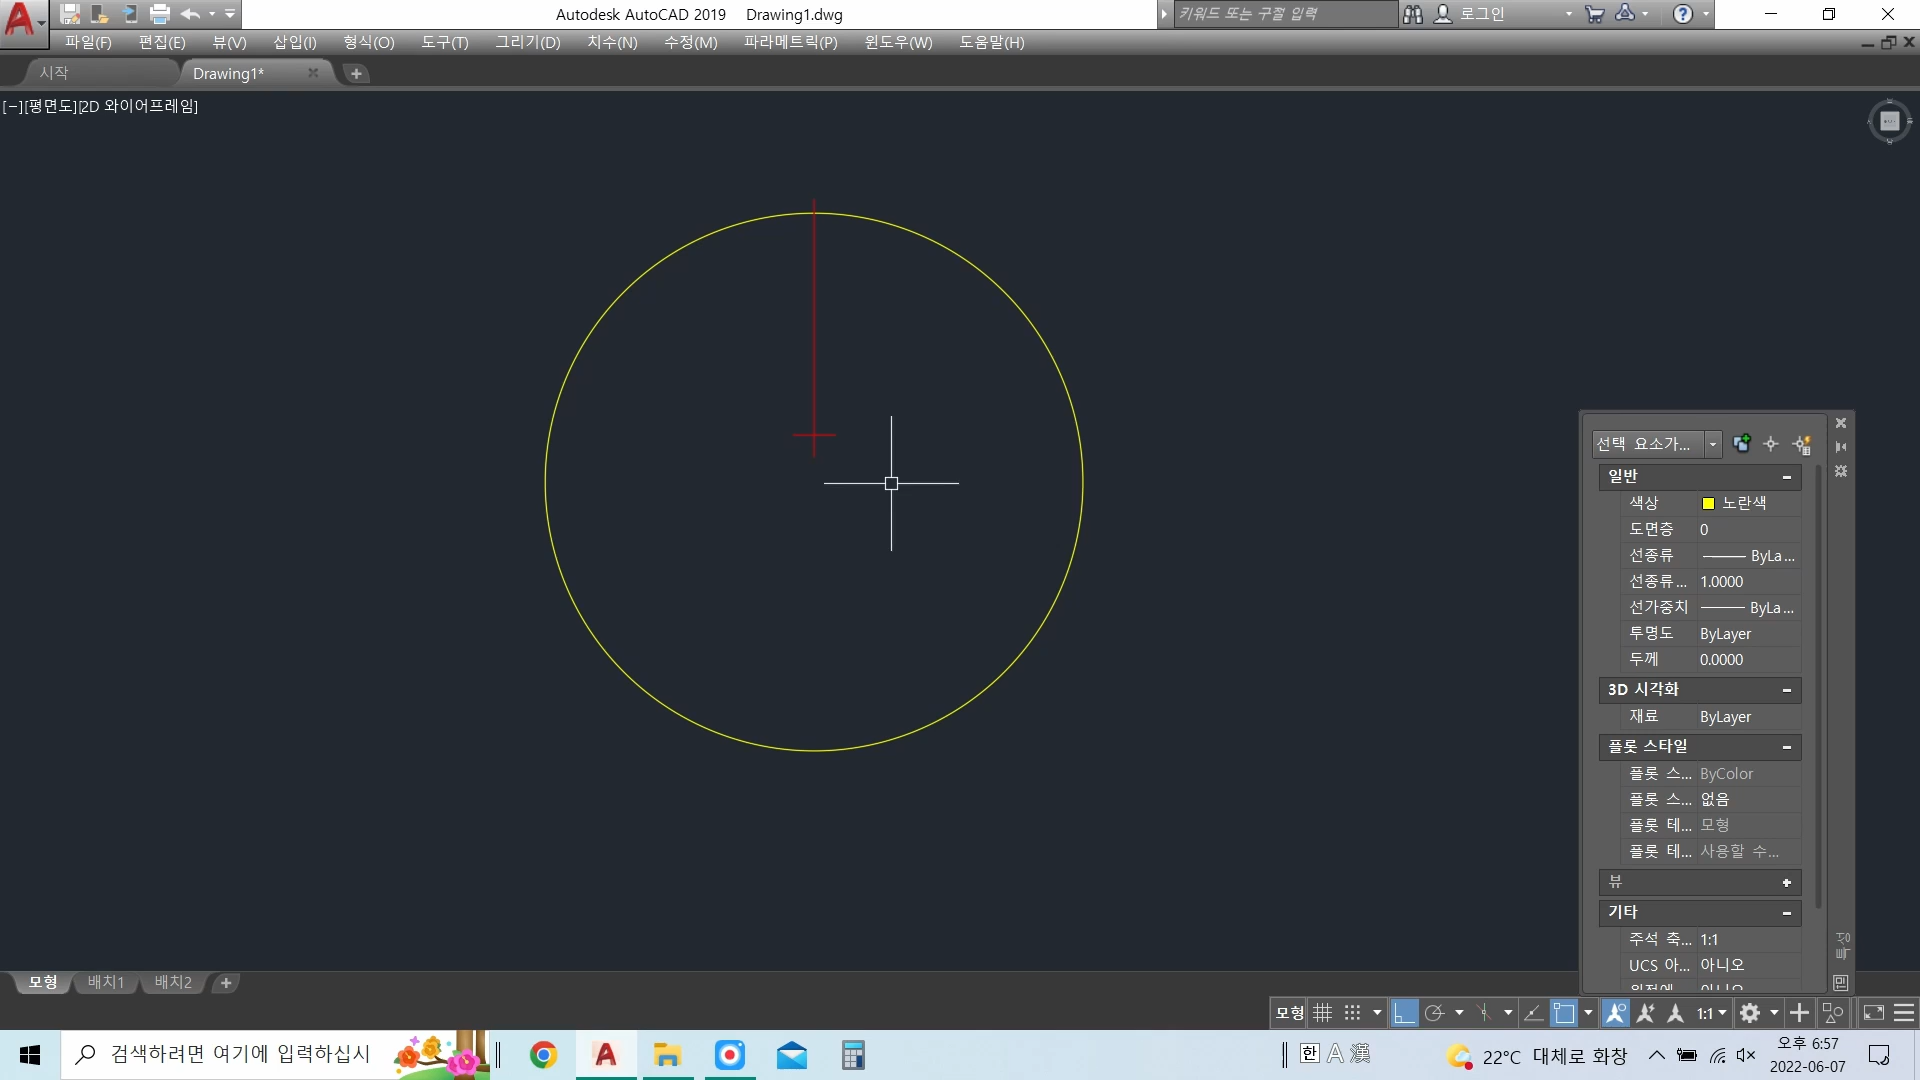 Autodesk AutoCAD 2019 Drawing1.dwg
키워드 또는 구절 입력
로그인
파일(F) 편집(E) 뷰(V) 삽입(I) 형식(O) 도구(T) 그리기(D) 치수(N) 수정(M) 파라메트릭(P) 윈도우(W) 도움말(H)
시작 Drawing1*
[−][평면도][2D 와이어프레임]
선택 요소가...
일반
색상 노란색
도면층 0
선종류 ByLa...
선종류... 1.0000
선가중치 ByLa...
투명도 ByLayer
두께 0.0000
3D 시각화
재료 ByLayer
플롯 스타일
플롯 스... ByColor
플롯 스... 없음
플롯 테... 모형
플롯 테... 사용할 수...
뷰
기타
주석 축... 1:1
UCS 아... 아니오
특성
모형 배치1 배치2
모형 1:1
검색하려면 여기에 입력하십시
한 A 漢
22°C 대체로 화창
오후 6:57
2022-06-07